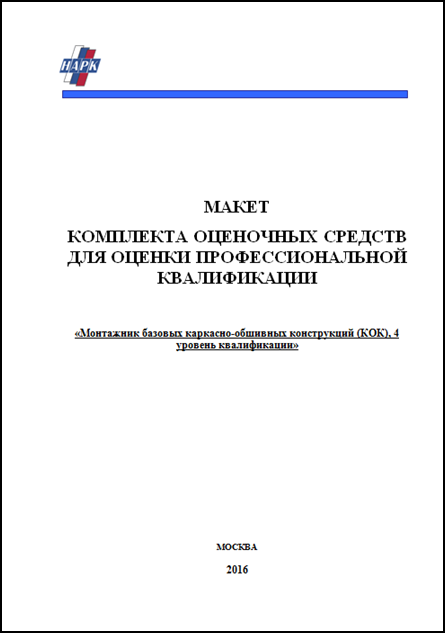 НАРК
МАКЕТ
КОМПЛЕКТА ОЦЕНОЧНЫХ СРЕДСТВ
ДЛЯ ОЦЕНКИ ПРОФЕССИОНАЛЬНОЙ
КВАЛИФИКАЦИИ
«Монтажник базовых каркасно-обшивных конструкций (КОК), 4
уровень квалификации»
МОСКВА
2016